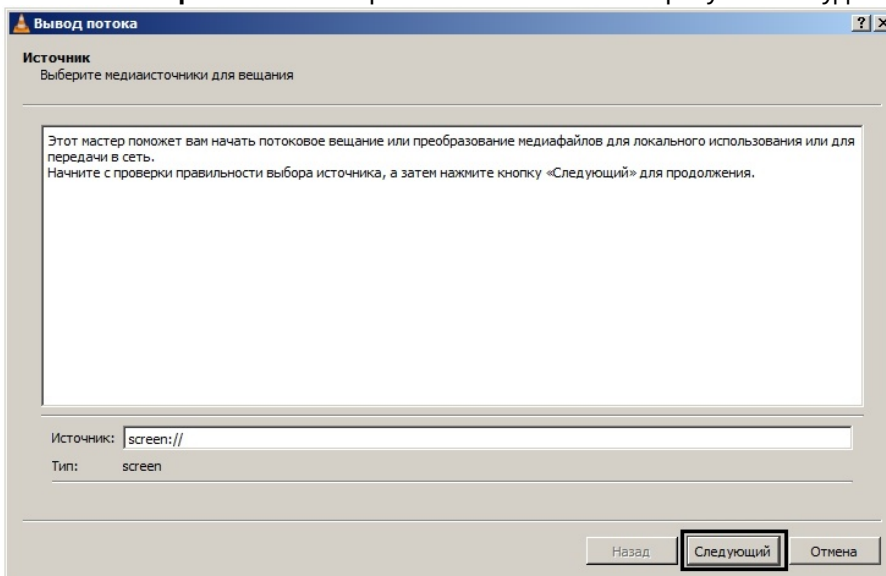 Вывод потока
Источник
Выберите медиаисточники для вещания
Этот мастер поможет вам начать потоковое вещание или преобразование медиафайлов для локального использования или для
передачи в сеть.
Начните с проверки правильности выбора источника, а затем нажмите кнопку «Следующий» для продолжения.
Источник: screen://
Тип: screen
Назад Следующий Отмена